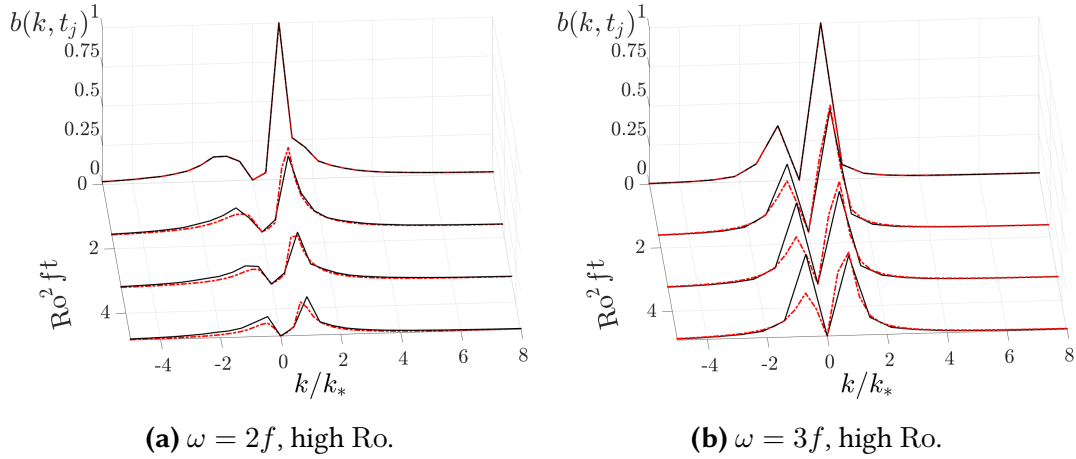 b(k, t_j)
1
0.75
0.5
0.25
0
0
2
4
Ro² f t
-4 -2 0 2 4 6 8
k/k_*
(a) ω = 2f, high Ro.
b(k, t_j)
1
0.75
0.5
0.25
0
0
2
4
Ro² f t
-4 -2 0 2 4 6 8
k/k_*
(b) ω = 3f, high Ro.